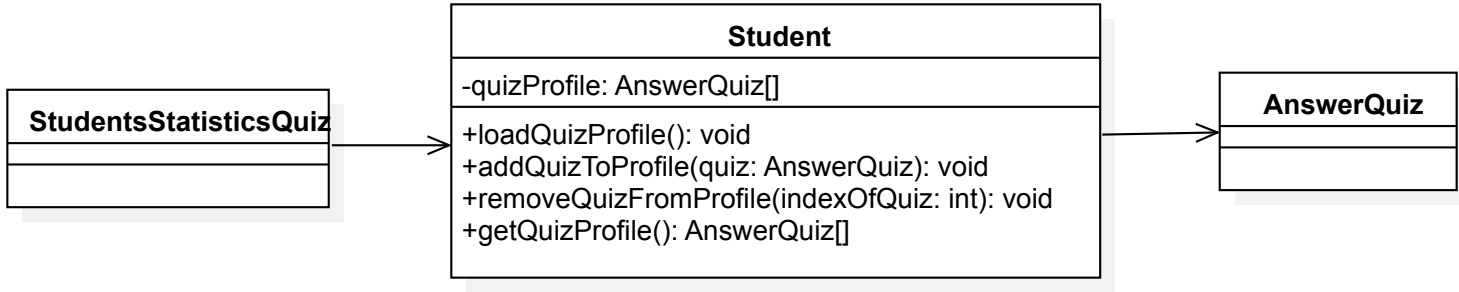 StudentsStatisticsQuiz
Student
-quizProfile: AnswerQuiz[]
+loadQuizProfile(): void
+addQuizToProfile(quiz: AnswerQuiz): void
+removeQuizFromProfile(indexOfQuiz: int): void
+getQuizProfile(): AnswerQuiz[]
AnswerQuiz